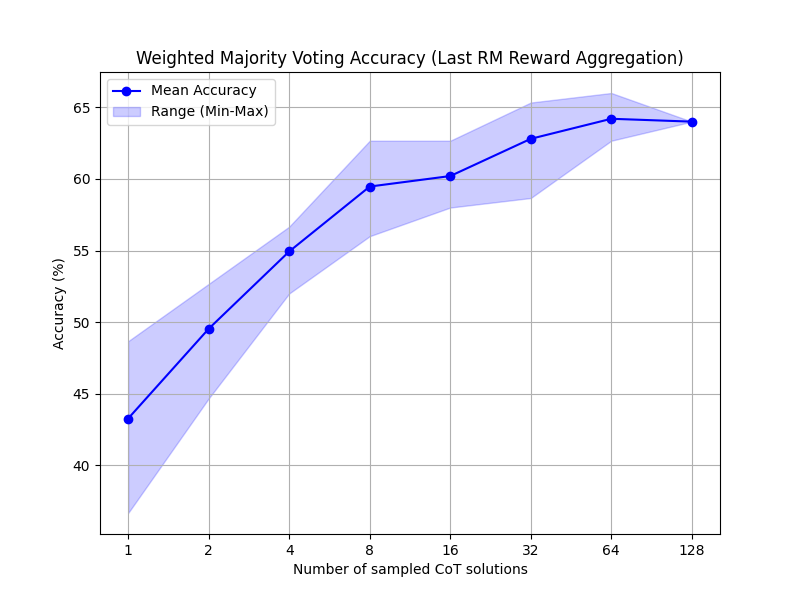 Weighted Majority Voting Accuracy (Last RM Reward Aggregation)
Mean Accuracy
Range (Min-Max)
65
60
55
50
45
40
Accuracy (%)
1 2 4 8 16 32 64 128
Number of sampled CoT solutions